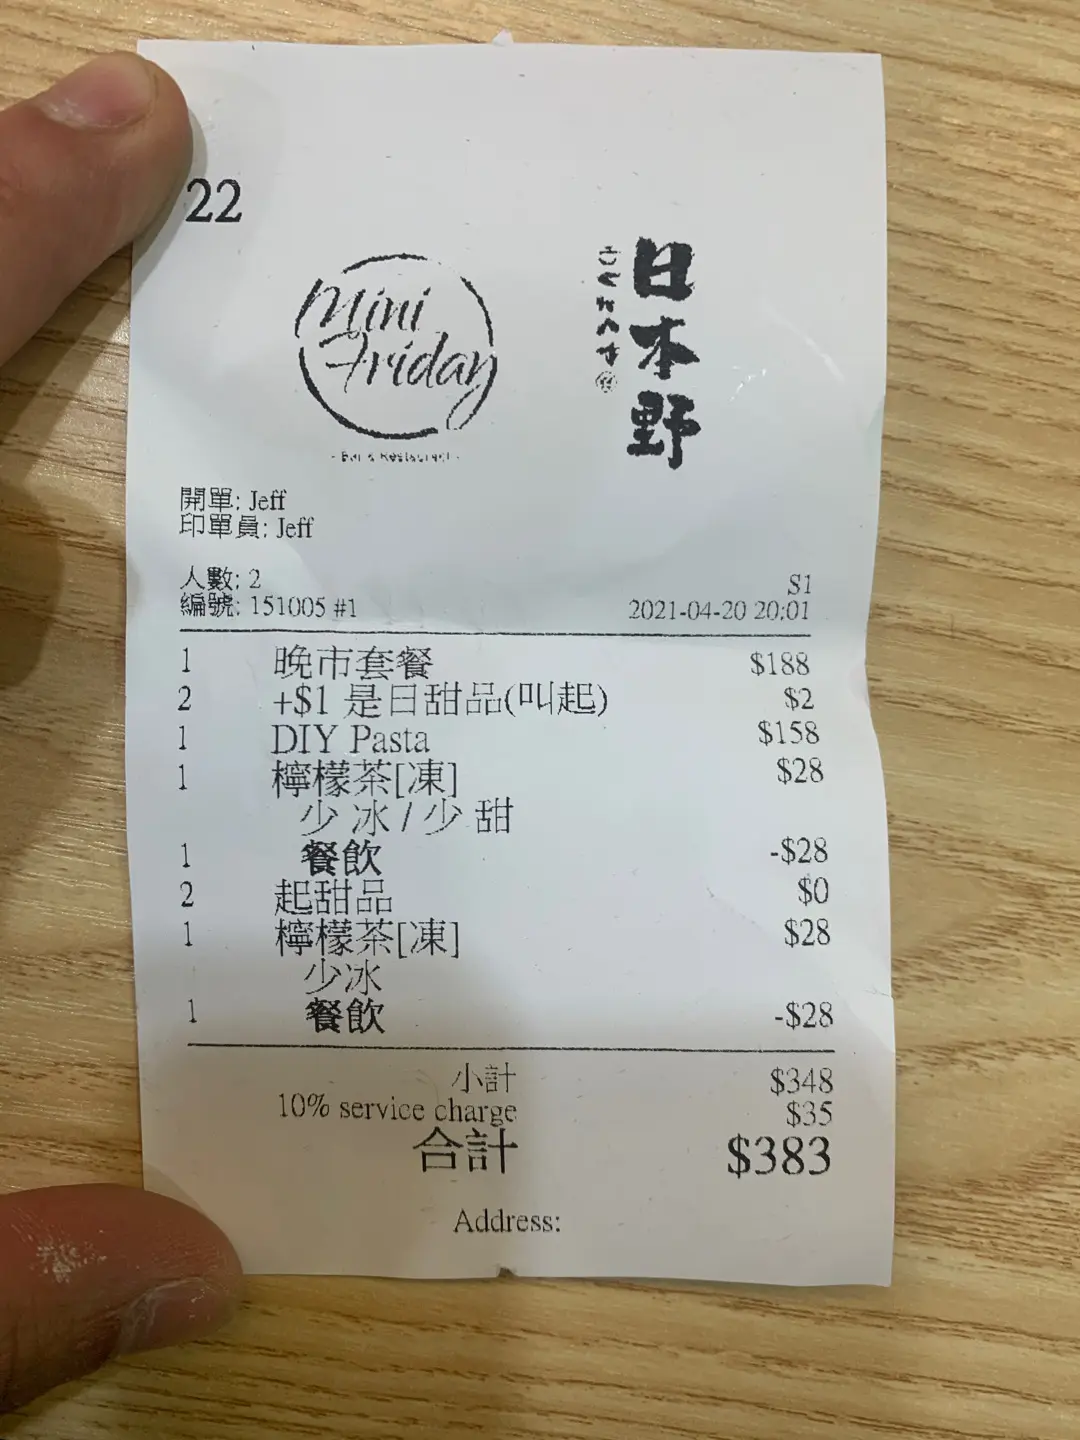 22
Mini
Friday
- Bar & Restaurant -
日本野
開單: Jeff
印單員: Jeff
人數: 2
S1
編號: 151005 #1 2021-04-20 20:01
1 晚市套餐 $188
2 +$1 是日甜品(叫起) $2
1 DIY Pasta $158
1 檸檬茶[凍] $28
少 冰 / 少 甜
1 餐飲 -$28
2 起甜品 $0
1 檸檬茶[凍] $28
少冰
1 餐飲 -$28
小計 $348
10% service charge $35
合計 $383
Address: